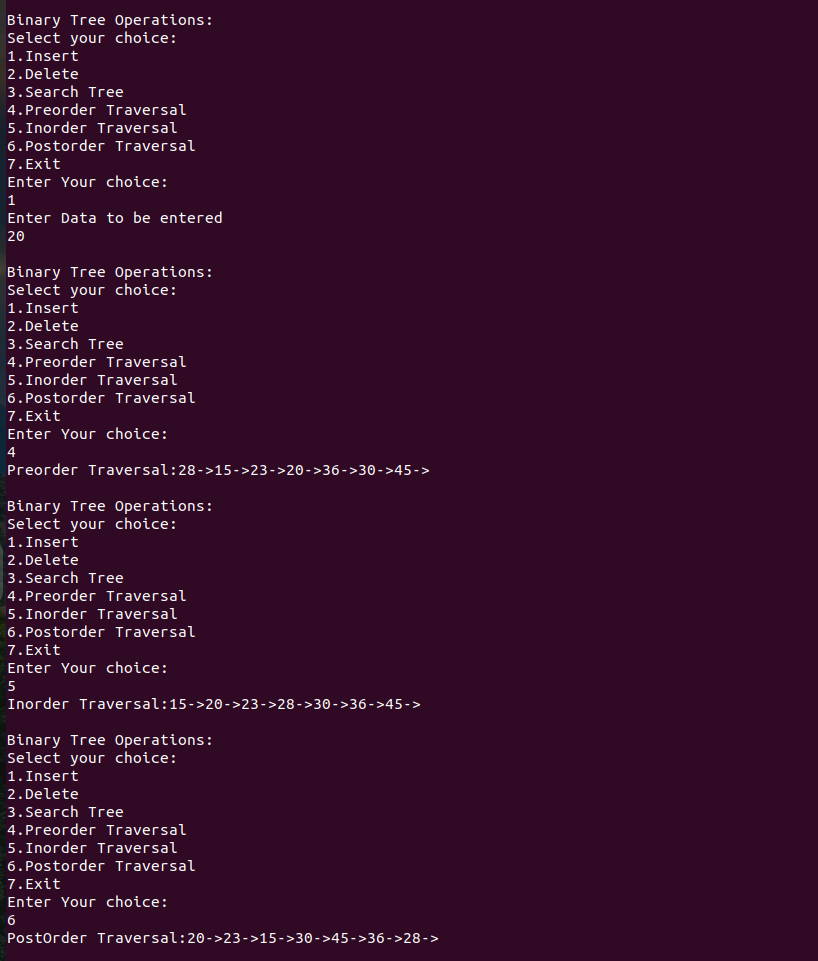 Binary Tree Operations:
Select your choice:
1.Insert
2.Delete
3.Search Tree
4.Preorder Traversal
5.Inorder Traversal
6.Postorder Traversal
7.Exit
Enter Your choice:
1
Enter Data to be entered
20
Binary Tree Operations:
Select your choice:
1.Insert
2.Delete
3.Search Tree
4.Preorder Traversal
5.Inorder Traversal
6.Postorder Traversal
7.Exit
Enter Your choice:
4
Preorder Traversal:28->15->23->20->36->30->45->
Binary Tree Operations:
Select your choice:
1.Insert
2.Delete
3.Search Tree
4.Preorder Traversal
5.Inorder Traversal
6.Postorder Traversal
7.Exit
Enter Your choice:
5
Inorder Traversal:15->20->23->28->30->36->45->
Binary Tree Operations:
Select your choice:
1.Insert
2.Delete
3.Search Tree
4.Preorder Traversal
5.Inorder Traversal
6.Postorder Traversal
7.Exit
Enter Your choice:
6
PostOrder Traversal:20->23->15->30->45->36->28->